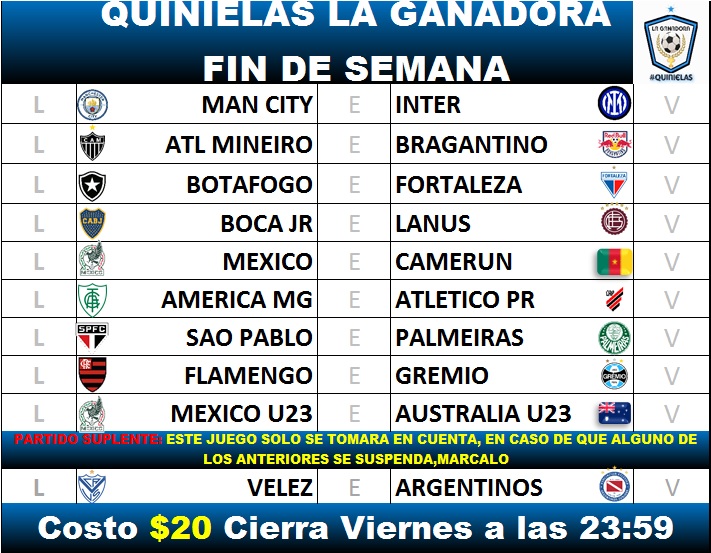 QUINIELAS LA GANADORA
FIN DE SEMANA
LA GANADORA
#QUINIELAS
L MAN CITY E INTER V
L ATL MINEIRO E BRAGANTINO V
L BOTAFOGO E FORTALEZA V
L BOCA JR E LANUS V
L MEXICO E CAMERUN V
L AMERICA MG E ATLETICO PR V
L SAO PABLO E PALMEIRAS V
L FLAMENGO E GREMIO V
L MEXICO U23 E AUSTRALIA U23 V
PARTIDO SUPLENTE: ESTE JUEGO SOLO SE TOMARA EN CUENTA, EN CASO DE QUE ALGUNO DE
LOS ANTERIORES SE SUSPENDA,MARCALO
L VELEZ E ARGENTINOS V
Costo $20 Cierra Viernes a las 23:59